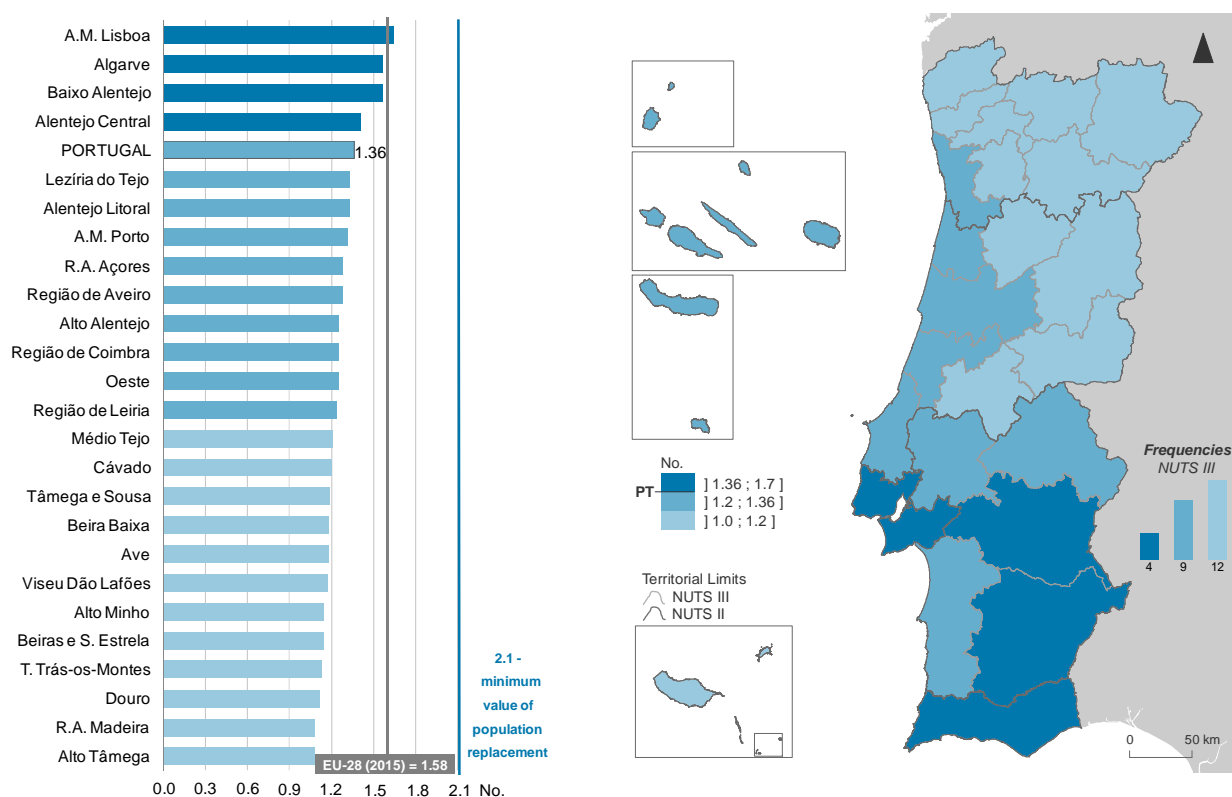 A.M. Lisboa
Algarve
Baixo Alentejo
Alentejo Central
PORTUGAL
1.36
Lezíria do Tejo
Alentejo Litoral
A.M. Porto
R.A. Açores
Região de Aveiro
Alto Alentejo
Região de Coimbra
Oeste
Região de Leiria
Médio Tejo
Cávado
Tâmega e Sousa
Beira Baixa
Ave
Viseu Dão Lafões
Alto Minho
Beiras e S. Estrela
T. Trás-os-Montes
Douro
R.A. Madeira
Alto Tâmega
2.1 -
minimum
value of
population
replacement
EU-28 (2015) = 1.58
0.0 0.3 0.6 0.9 1.2 1.5 1.8 2.1 No.
No.
PT
] 1.36 ; 1.7 ]
] 1.2 ; 1.36 ]
] 1.0 ; 1.2 ]
Territorial Limits
NUTS III
NUTS II
Frequencies
NUTS III
4 9 12
0 50 km